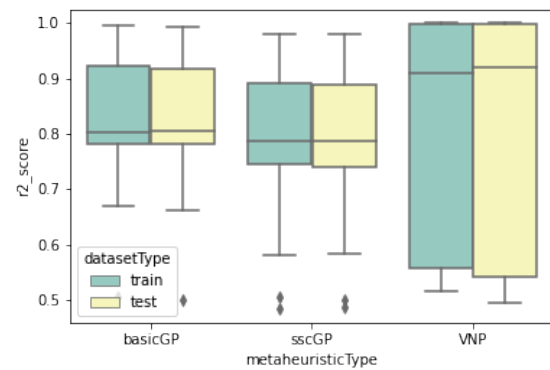 1.0
0.9
0.8
0.7
0.6
0.5
r2_score
datasetType
train
test
basicGP
sscGP
VNP
metaheuristicType